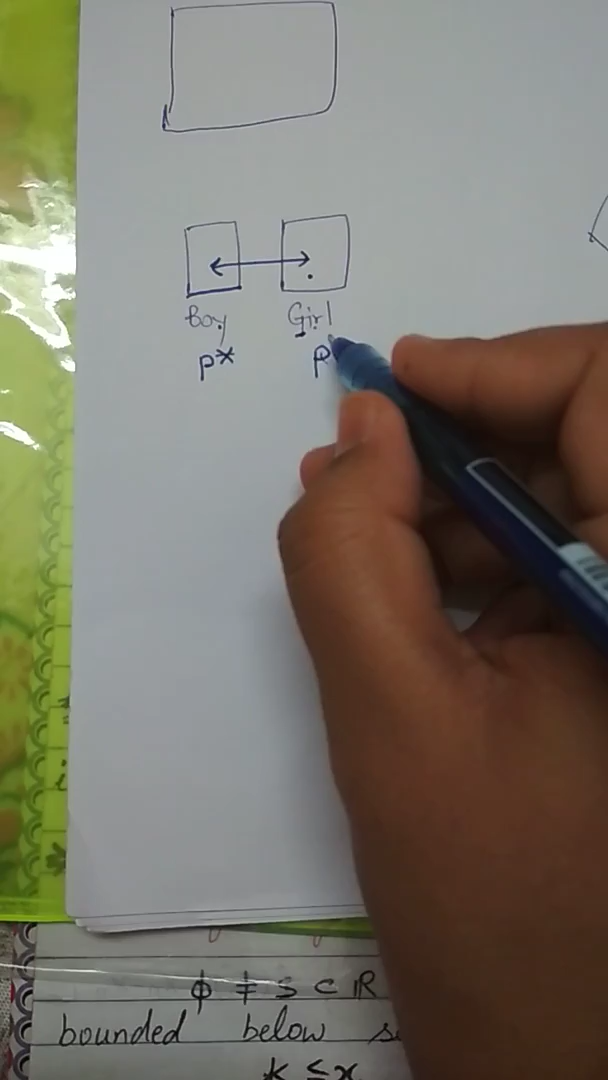 Boy Girl
P* P
ϕ ≠ S ⊂ ℝ
bounded below
k ≤ x